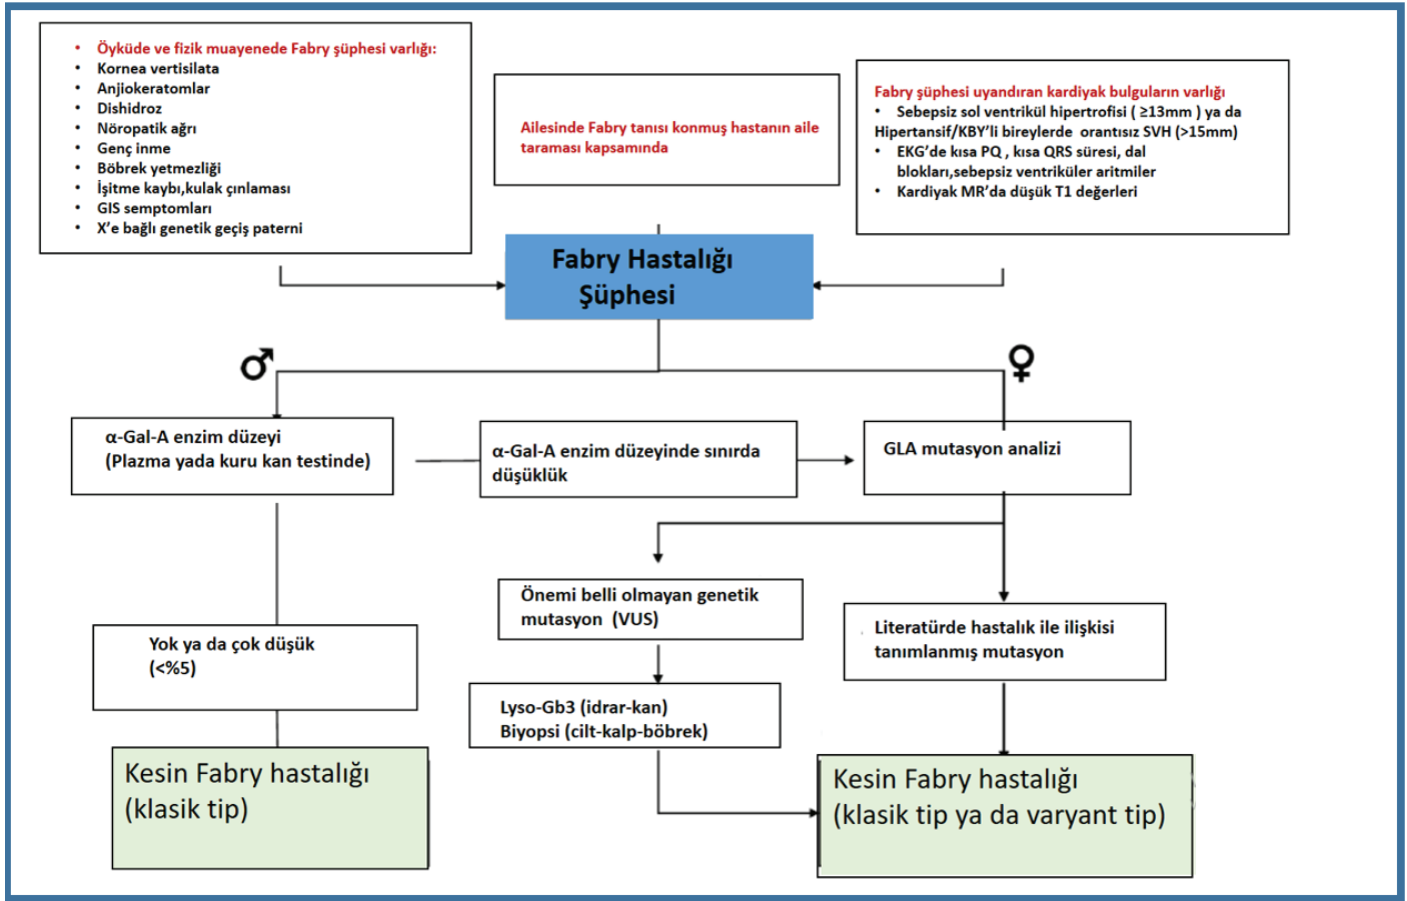 • Öyküde ve fizik muayenede Fabry şüphesi varlığı:
• Kornea vertisilata
• Anjiokeratomlar
• Dishidroz
• Nöropatik ağrı
• Genç inme
• Böbrek yetmezliği
• İşitme kaybı,kulak çınlaması
• GIS semptomları
• X’e bağlı genetik geçiş paterni
Ailesinde Fabry tanısı konmuş hastanın aile
taraması kapsamında
Fabry şüphesi uyandıran kardiyak bulguların varlığı
• Sebepsiz sol ventrikül hipertrofisi ( ≥13mm ) ya da
Hipertansif/KBY’li bireylerde orantısız SVH (>15mm)
• EKG’de kısa PQ , kısa QRS süresi, dal
blokları,sebepsiz ventriküler aritmiler
• Kardiyak MR’da düşük T1 değerleri
Fabry Hastalığı
Şüphesi
♂
♀
α-Gal-A enzim düzeyi
(Plazma yada kuru kan testinde)
α-Gal-A enzim düzeyinde sınırda
düşüklük
GLA mutasyon analizi
Önemi belli olmayan genetik
mutasyon (VUS)
Literatürde hastalık ile ilişkisi
tanımlanmış mutasyon
Yok ya da çok düşük
(<%5)
Lyso-Gb3 (idrar-kan)
Biyopsi (cilt-kalp-böbrek)
Kesin Fabry hastalığı
(klasik tip)
Kesin Fabry hastalığı
(klasik tip ya da varyant tip)